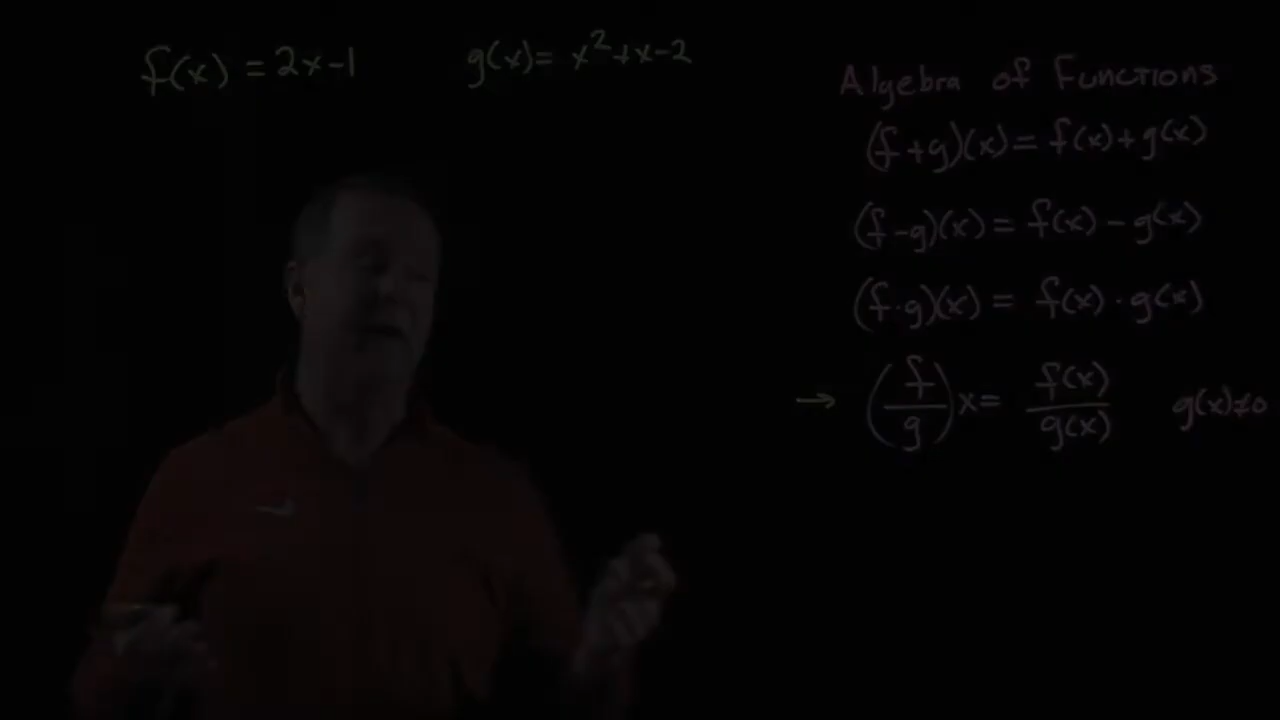 f(x) = 2x-1
g(x)= x²+x-2
Algebra of Functions
(f+g)(x)= f(x)+g(x)
(f-g)(x)= f(x)-g(x)
(f·g)(x) = f(x)·g(x)
→ (f/g)x= f(x)/g(x) g(x)≠0